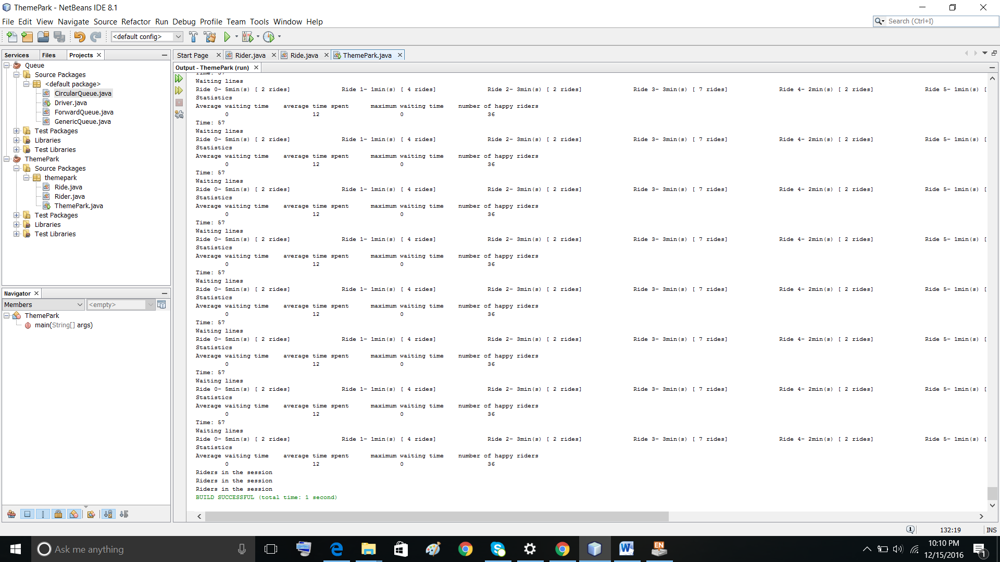 ThemePark - NetBeans IDE 8.1
File Edit View Navigate Source Refactor Run Debug Profile Team Tools Window Help
Search (Ctrl+I)
<default config>
Services Files Projects
Start Page Rider.java Ride.java ThemePark.java
Queue
Source Packages
<default package>
CircularQueue.java
Driver.java
ForwardQueue.java
GenericQueue.java
Test Packages
Libraries
Test Libraries
ThemePark
Source Packages
themepark
Ride.java
Rider.java
ThemePark.java
Test Packages
Libraries
Test Libraries
Navigator
Members <empty>
ThemePark
main(String[] args)
Output - ThemePark (run)
Time: 57
Waiting lines
Ride 0- 5min(s) [ 2 rides] Ride 1- 1min(s) [ 4 rides] Ride 2- 3min(s) [ 2 rides] Ride 3- 3min(s) [ 7 rides] Ride 4- 2min(s) [ 2 rides] Ride 5- 1min(s) [
Statistics
Average waiting time average time spent maximum waiting time number of happy riders
0 12 0 36
Time: 57
Waiting lines
Ride 0- 5min(s) [ 2 rides] Ride 1- 1min(s) [ 4 rides] Ride 2- 3min(s) [ 2 rides] Ride 3- 3min(s) [ 7 rides] Ride 4- 2min(s) [ 2 rides] Ride 5- 1min(s) [
Statistics
Average waiting time average time spent maximum waiting time number of happy riders
0 12 0 36
Time: 57
Waiting lines
Ride 0- 5min(s) [ 2 rides] Ride 1- 1min(s) [ 4 rides] Ride 2- 3min(s) [ 2 rides] Ride 3- 3min(s) [ 7 rides] Ride 4- 2min(s) [ 2 rides] Ride 5- 1min(s) [
Statistics
Average waiting time average time spent maximum waiting time number of happy riders
0 12 0 36
Time: 57
Waiting lines
Ride 0- 5min(s) [ 2 rides] Ride 1- 1min(s) [ 4 rides] Ride 2- 3min(s) [ 2 rides] Ride 3- 3min(s) [ 7 rides] Ride 4- 2min(s) [ 2 rides] Ride 5- 1min(s) [
Statistics
Average waiting time average time spent maximum waiting time number of happy riders
0 12 0 36
Time: 57
Waiting lines
Ride 0- 5min(s) [ 2 rides] Ride 1- 1min(s) [ 4 rides] Ride 2- 3min(s) [ 2 rides] Ride 3- 3min(s) [ 7 rides] Ride 4- 2min(s) [ 2 rides] Ride 5- 1min(s) [
Statistics
Average waiting time average time spent maximum waiting time number of happy riders
0 12 0 36
Time: 57
Waiting lines
Ride 0- 5min(s) [ 2 rides] Ride 1- 1min(s) [ 4 rides] Ride 2- 3min(s) [ 2 rides] Ride 3- 3min(s) [ 7 rides] Ride 4- 2min(s) [ 2 rides] Ride 5- 1min(s) [
Statistics
Average waiting time average time spent maximum waiting time number of happy riders
0 12 0 36
Time: 57
Waiting lines
Ride 0- 5min(s) [ 2 rides] Ride 1- 1min(s) [ 4 rides] Ride 2- 3min(s) [ 2 rides] Ride 3- 3min(s) [ 7 rides] Ride 4- 2min(s) [ 2 rides] Ride 5- 1min(s) [
Statistics
Average waiting time average time spent maximum waiting time number of happy riders
0 12 0 36
Time: 57
Waiting lines
Ride 0- 5min(s) [ 2 rides] Ride 1- 1min(s) [ 4 rides] Ride 2- 3min(s) [ 2 rides] Ride 3- 3min(s) [ 7 rides] Ride 4- 2min(s) [ 2 rides] Ride 5- 1min(s) [
Statistics
Average waiting time average time spent maximum waiting time number of happy riders
0 12 0 36
Riders in the session
Riders in the session
Riders in the session
BUILD SUCCESSFUL (total time: 1 second)
1 132:19 INS
Ask me anything
EN
10:10 PM
12/15/2016
1